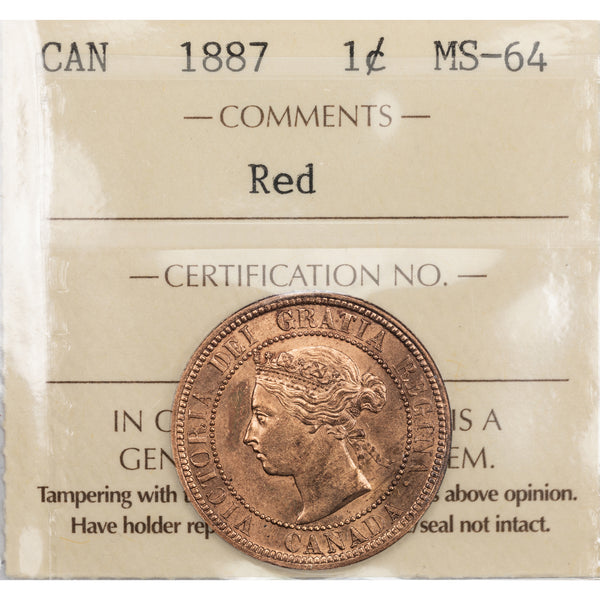 CAN 1887 1¢ MS-64
— COMMENTS —
Red
— CERTIFICATION NO. —
IN C S A
GEN EM.
Tampering with above opinion.
Have holder rep /seal not intact.
VICTORIA DEI GRATIA REGINA
CANADA